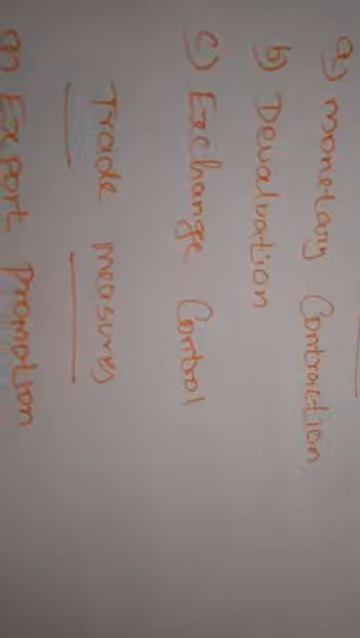 a) Monetary Contraction
b) Devaluation
c) Exchange Control
Trade measures
a) Export Promotion